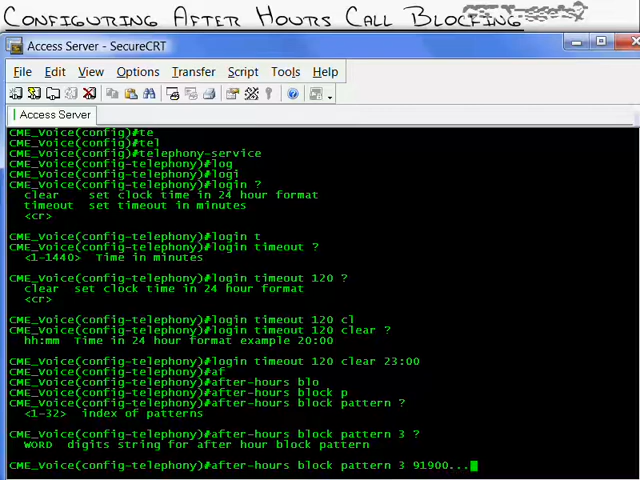 Configuring After Hours Call Blocking
Access Server - SecureCRT
File Edit View Options Transfer Script Tools Help
Access Server
CME_Voice(config)#te
CME_Voice(config)#tel
CME_Voice(config)#telephony-service
CME_Voice(config-telephony)#log
CME_Voice(config-telephony)#logi
CME_Voice(config-telephony)#login ?
clear set clock time in 24 hour format
timeout set timeout in minutes
<cr>
CME_Voice(config-telephony)#login t
CME_Voice(config-telephony)#login timeout ?
<1-1440> Time in minutes
CME_Voice(config-telephony)#login timeout 120 ?
clear set clock time in 24 hour format
<cr>
CME_Voice(config-telephony)#login timeout 120 cl
CME_Voice(config-telephony)#login timeout 120 clear ?
hh:mm Time in 24 hour format example 20:00
CME_Voice(config-telephony)#login timeout 120 clear 23:00
CME_Voice(config-telephony)#af
CME_Voice(config-telephony)#after-hours blo
CME_Voice(config-telephony)#after-hours block p
CME_Voice(config-telephony)#after-hours block pattern ?
<1-32> index of patterns
CME_Voice(config-telephony)#after-hours block pattern 3 ?
WORD digits string for after hour block pattern
CME_Voice(config-telephony)#after-hours block pattern 3 91900...